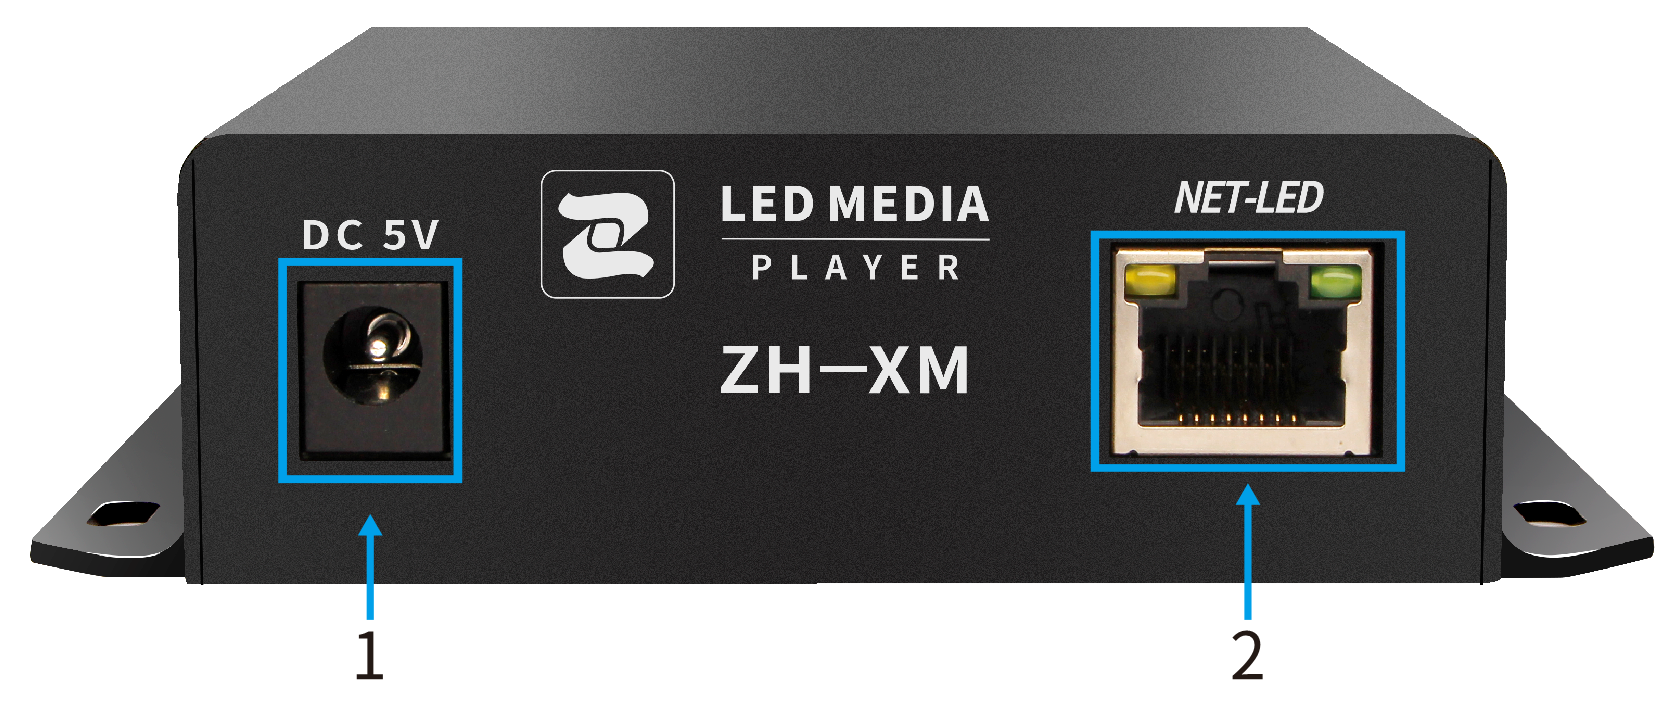 DC 5V
LED MEDIA
PLAYER
ZH—XM
NET-LED
1
2